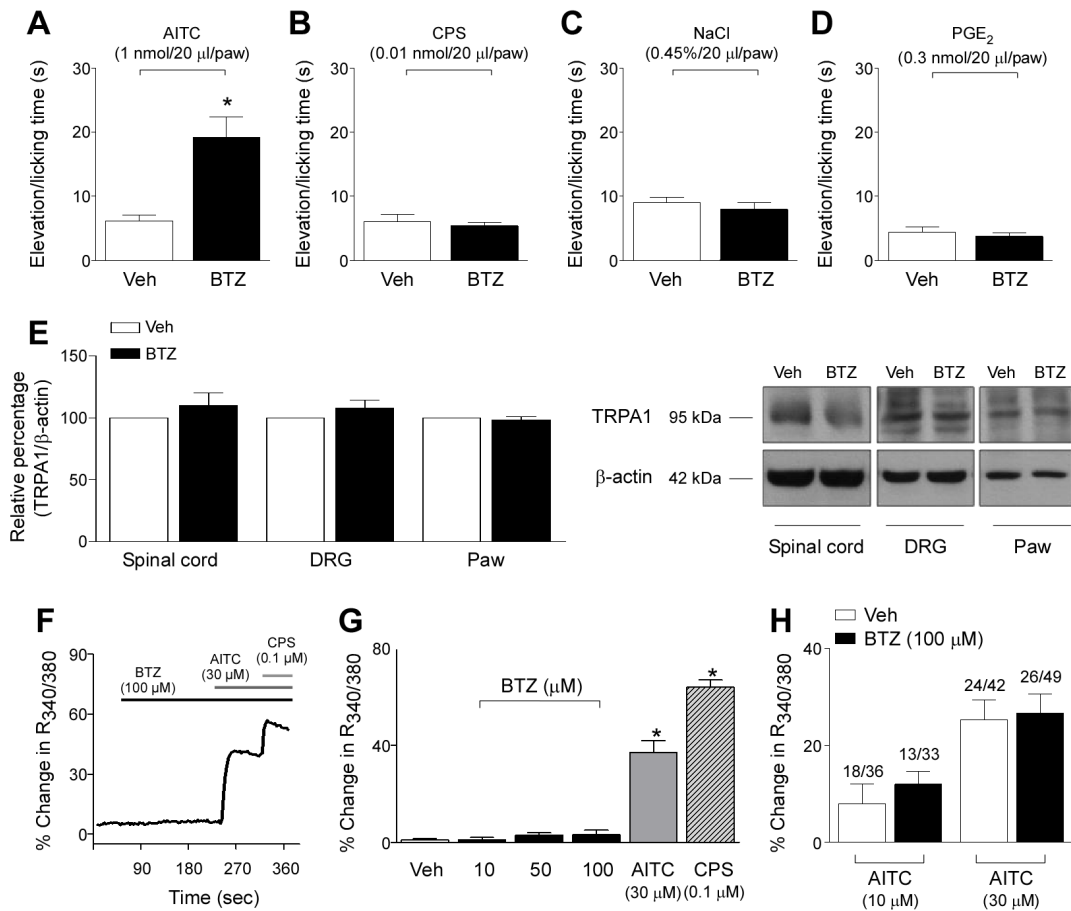 A
AITC
(1 nmol/20 μl/paw)
Elevation/licking time (s)
30
20
10
0
*
Veh
BTZ
B
CPS
(0.01 nmol/20 μl/paw)
Elevation/licking time (s)
30
20
10
0
Veh
BTZ
C
NaCl
(0.45%/20 μl/paw)
Elevation/licking time (s)
30
20
10
0
Veh
BTZ
D
PGE2
(0.3 nmol/20 μl/paw)
Elevation/licking time (s)
30
20
10
0
Veh
BTZ
E
Veh
BTZ
Relative percentage
(TRPA1/β-actin)
150
100
50
0
Spinal cord
DRG
Paw
Veh BTZ Veh BTZ Veh BTZ
TRPA1 95 kDa
β-actin 42 kDa
Spinal cord DRG Paw
F
% Change in R340/380
90
60
30
0
BTZ
(100 μM)
AITC
(30 μM)
CPS
(0.1 μM)
90 180 270 360
Time (sec)
G
% Change in R340/380
80
40
0
BTZ (μM)
*
*
Veh 10 50 100 AITC CPS
(30 μM) (0.1 μM)
H
Veh
BTZ (100 μM)
% Change in R340/380
40
20
0
18/36
13/33
24/42
26/49
AITC
(10 μM)
AITC
(30 μM)